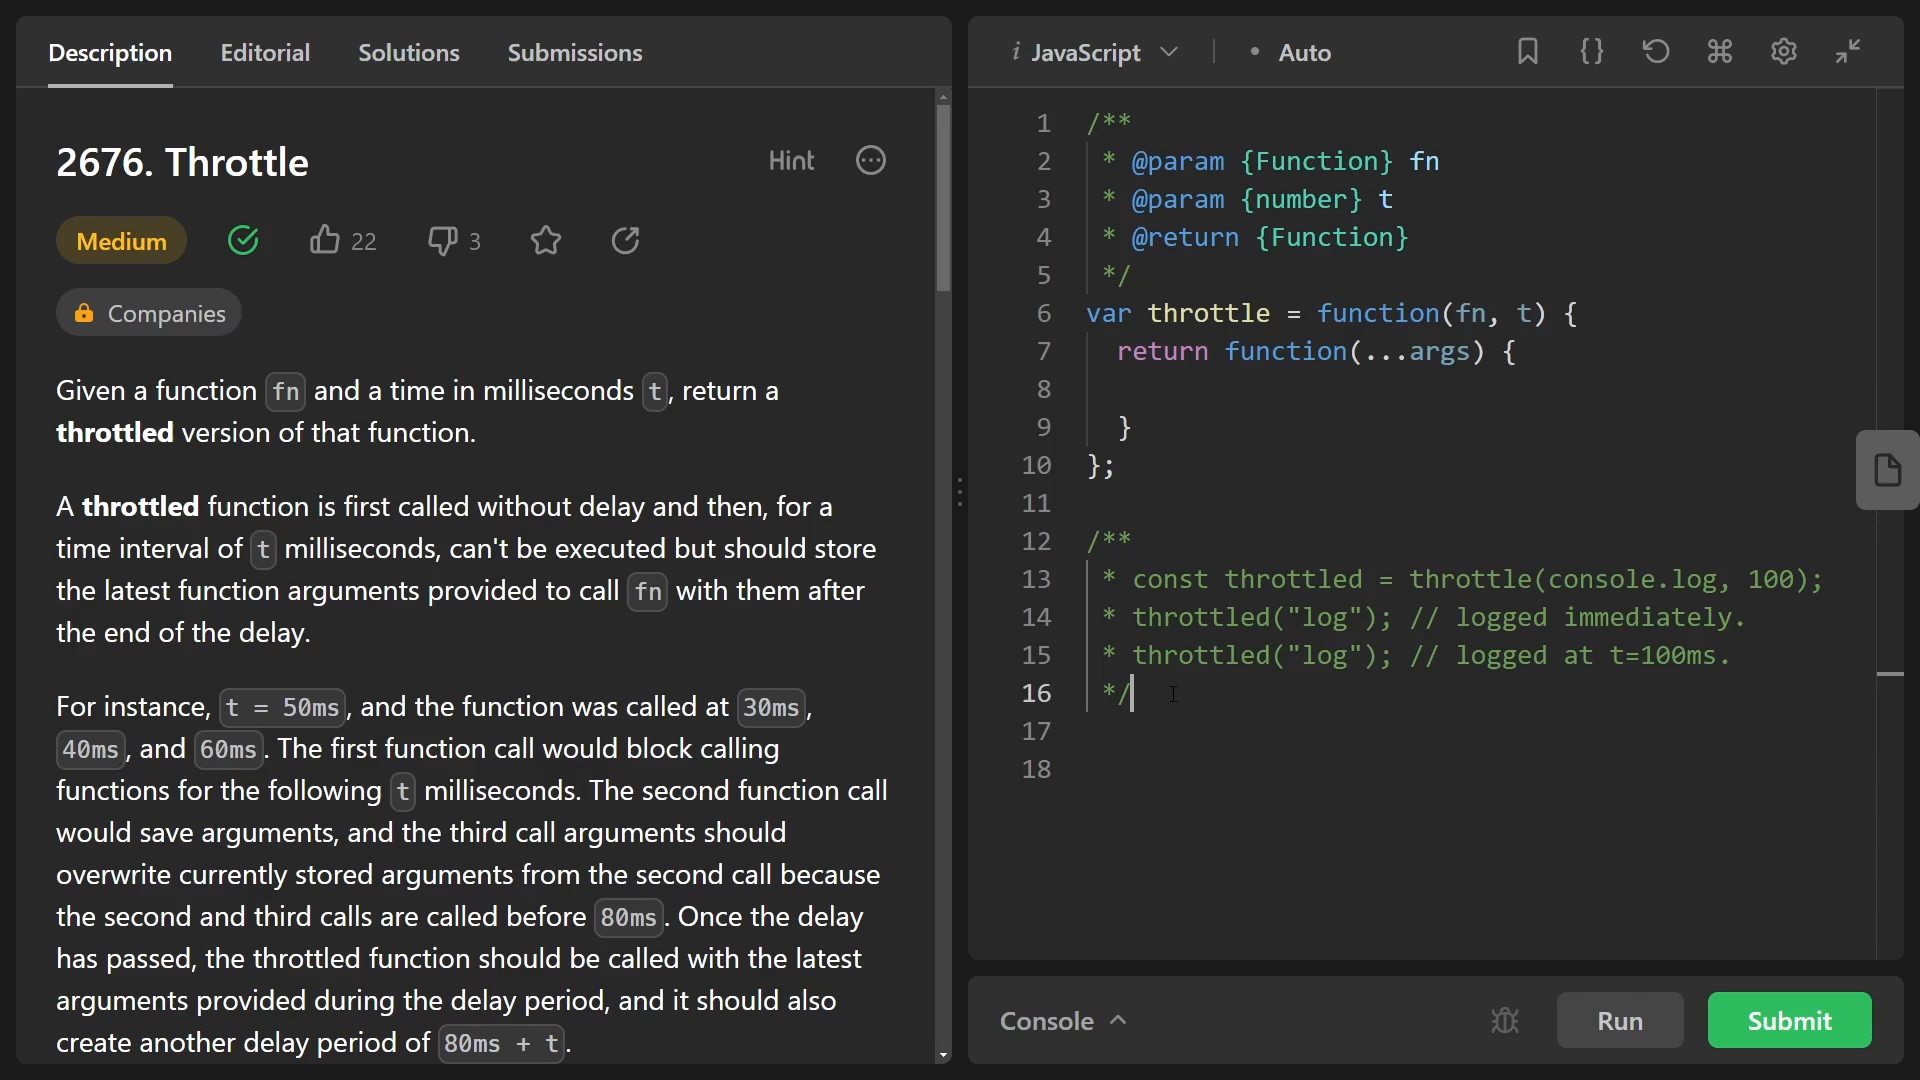 Description Editorial Solutions Submissions
2676. Throttle
Hint
Medium 22 3
Companies
Given a function fn and a time in milliseconds t, return a
throttled version of that function.
A throttled function is first called without delay and then, for a
time interval of t milliseconds, can't be executed but should store
the latest function arguments provided to call fn with them after
the end of the delay.
For instance, t = 50ms, and the function was called at 30ms,
40ms, and 60ms. The first function call would block calling
functions for the following t milliseconds. The second function call
would save arguments, and the third call arguments should
overwrite currently stored arguments from the second call because
the second and third calls are called before 80ms. Once the delay
has passed, the throttled function should be called with the latest
arguments provided during the delay period, and it should also
create another delay period of 80ms + t.
i JavaScript • Auto
1 /**
2 * @param {Function} fn
3 * @param {number} t
4 * @return {Function}
5 */
6 var throttle = function(fn, t) {
7 return function(...args) {
8
9 }
10 };
11
12 /**
13 * const throttled = throttle(console.log, 100);
14 * throttled("log"); // logged immediately.
15 * throttled("log"); // logged at t=100ms.
16 */
17
18
Console Run Submit